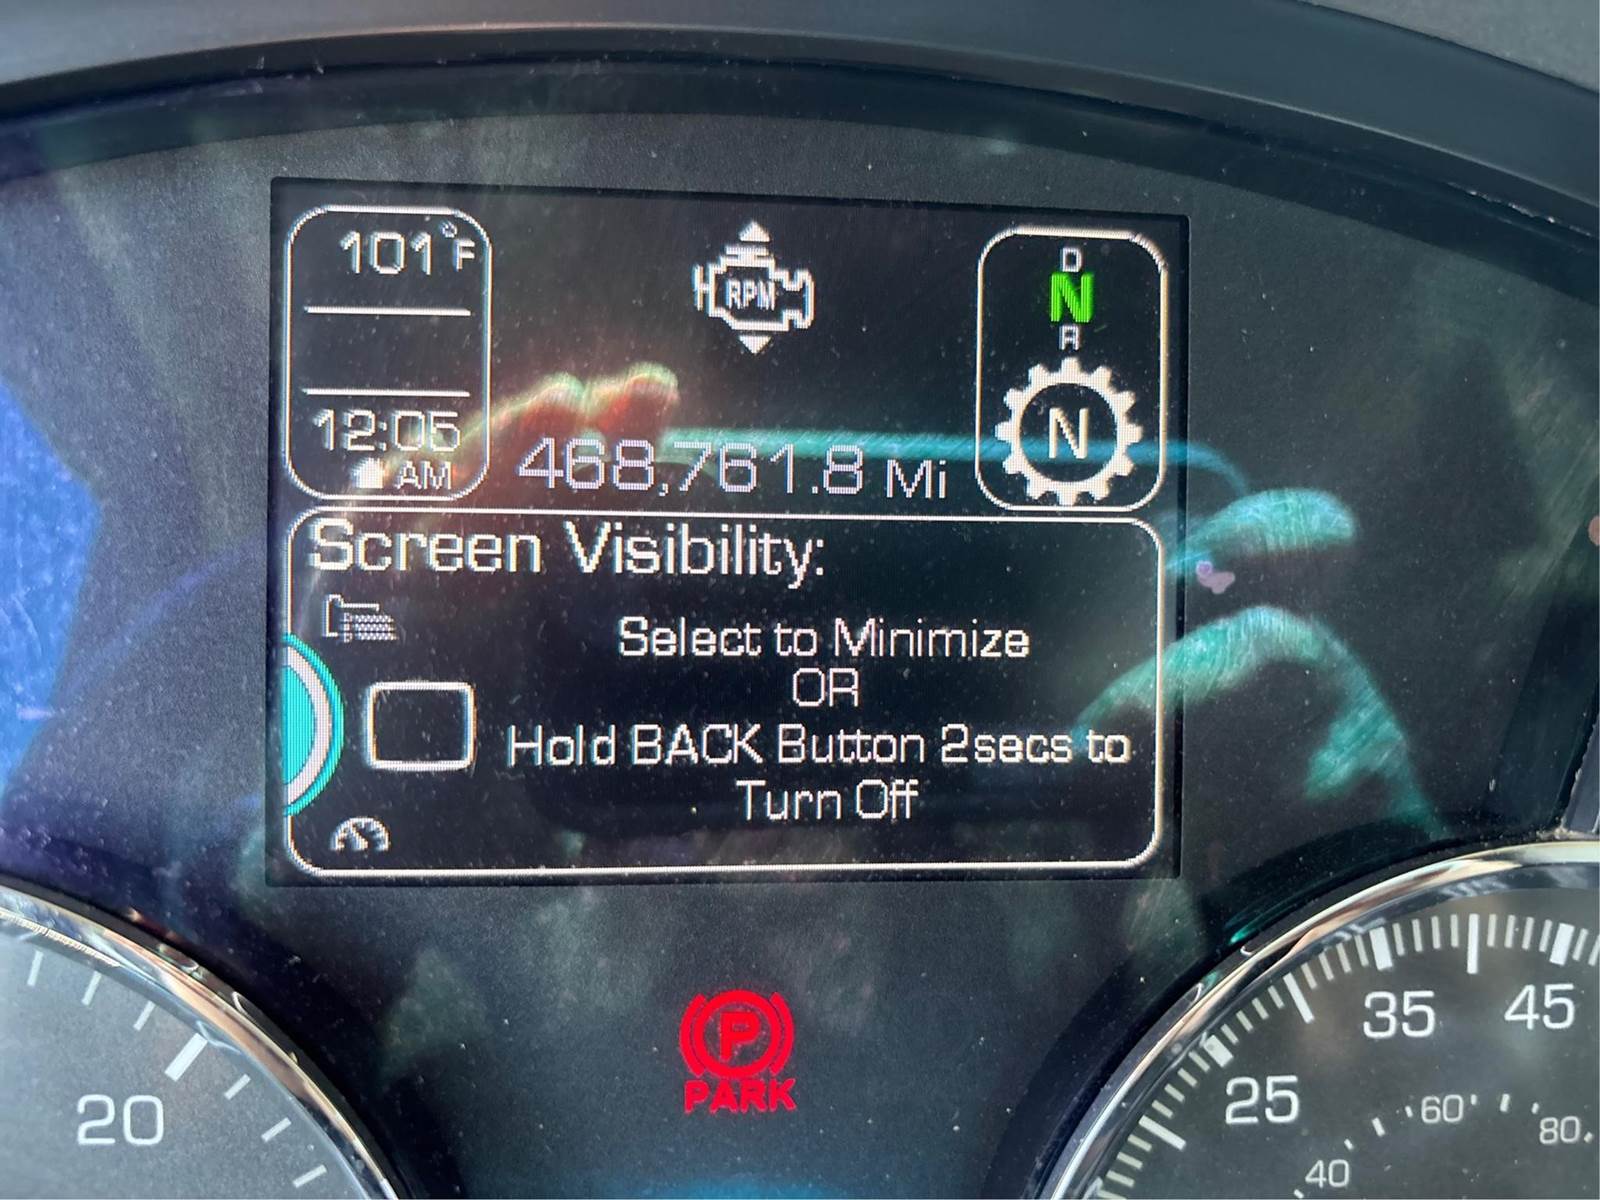 101°F
RPM
D
N
R
N
12:05
AM
468,761.8 Mi
Screen Visibility:
Select to Minimize
OR
Hold BACK Button 2secs to
Turn Off
P
PARK
20
25
35
45
40
60
80